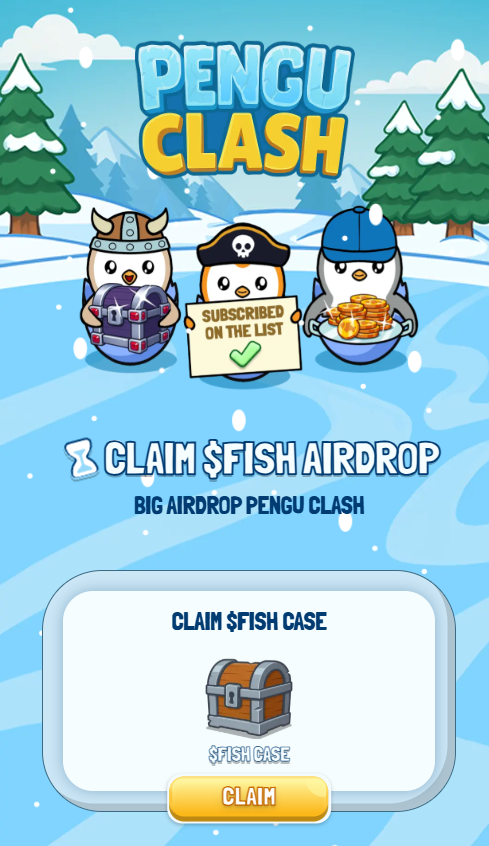 PENGU
CLASH
SUBSCRIBED
ON THE LIST
CLAIM $FISH AIRDROP
BIG AIRDROP PENGU CLASH
CLAIM $FISH CASE
$FISH CASE
CLAIM